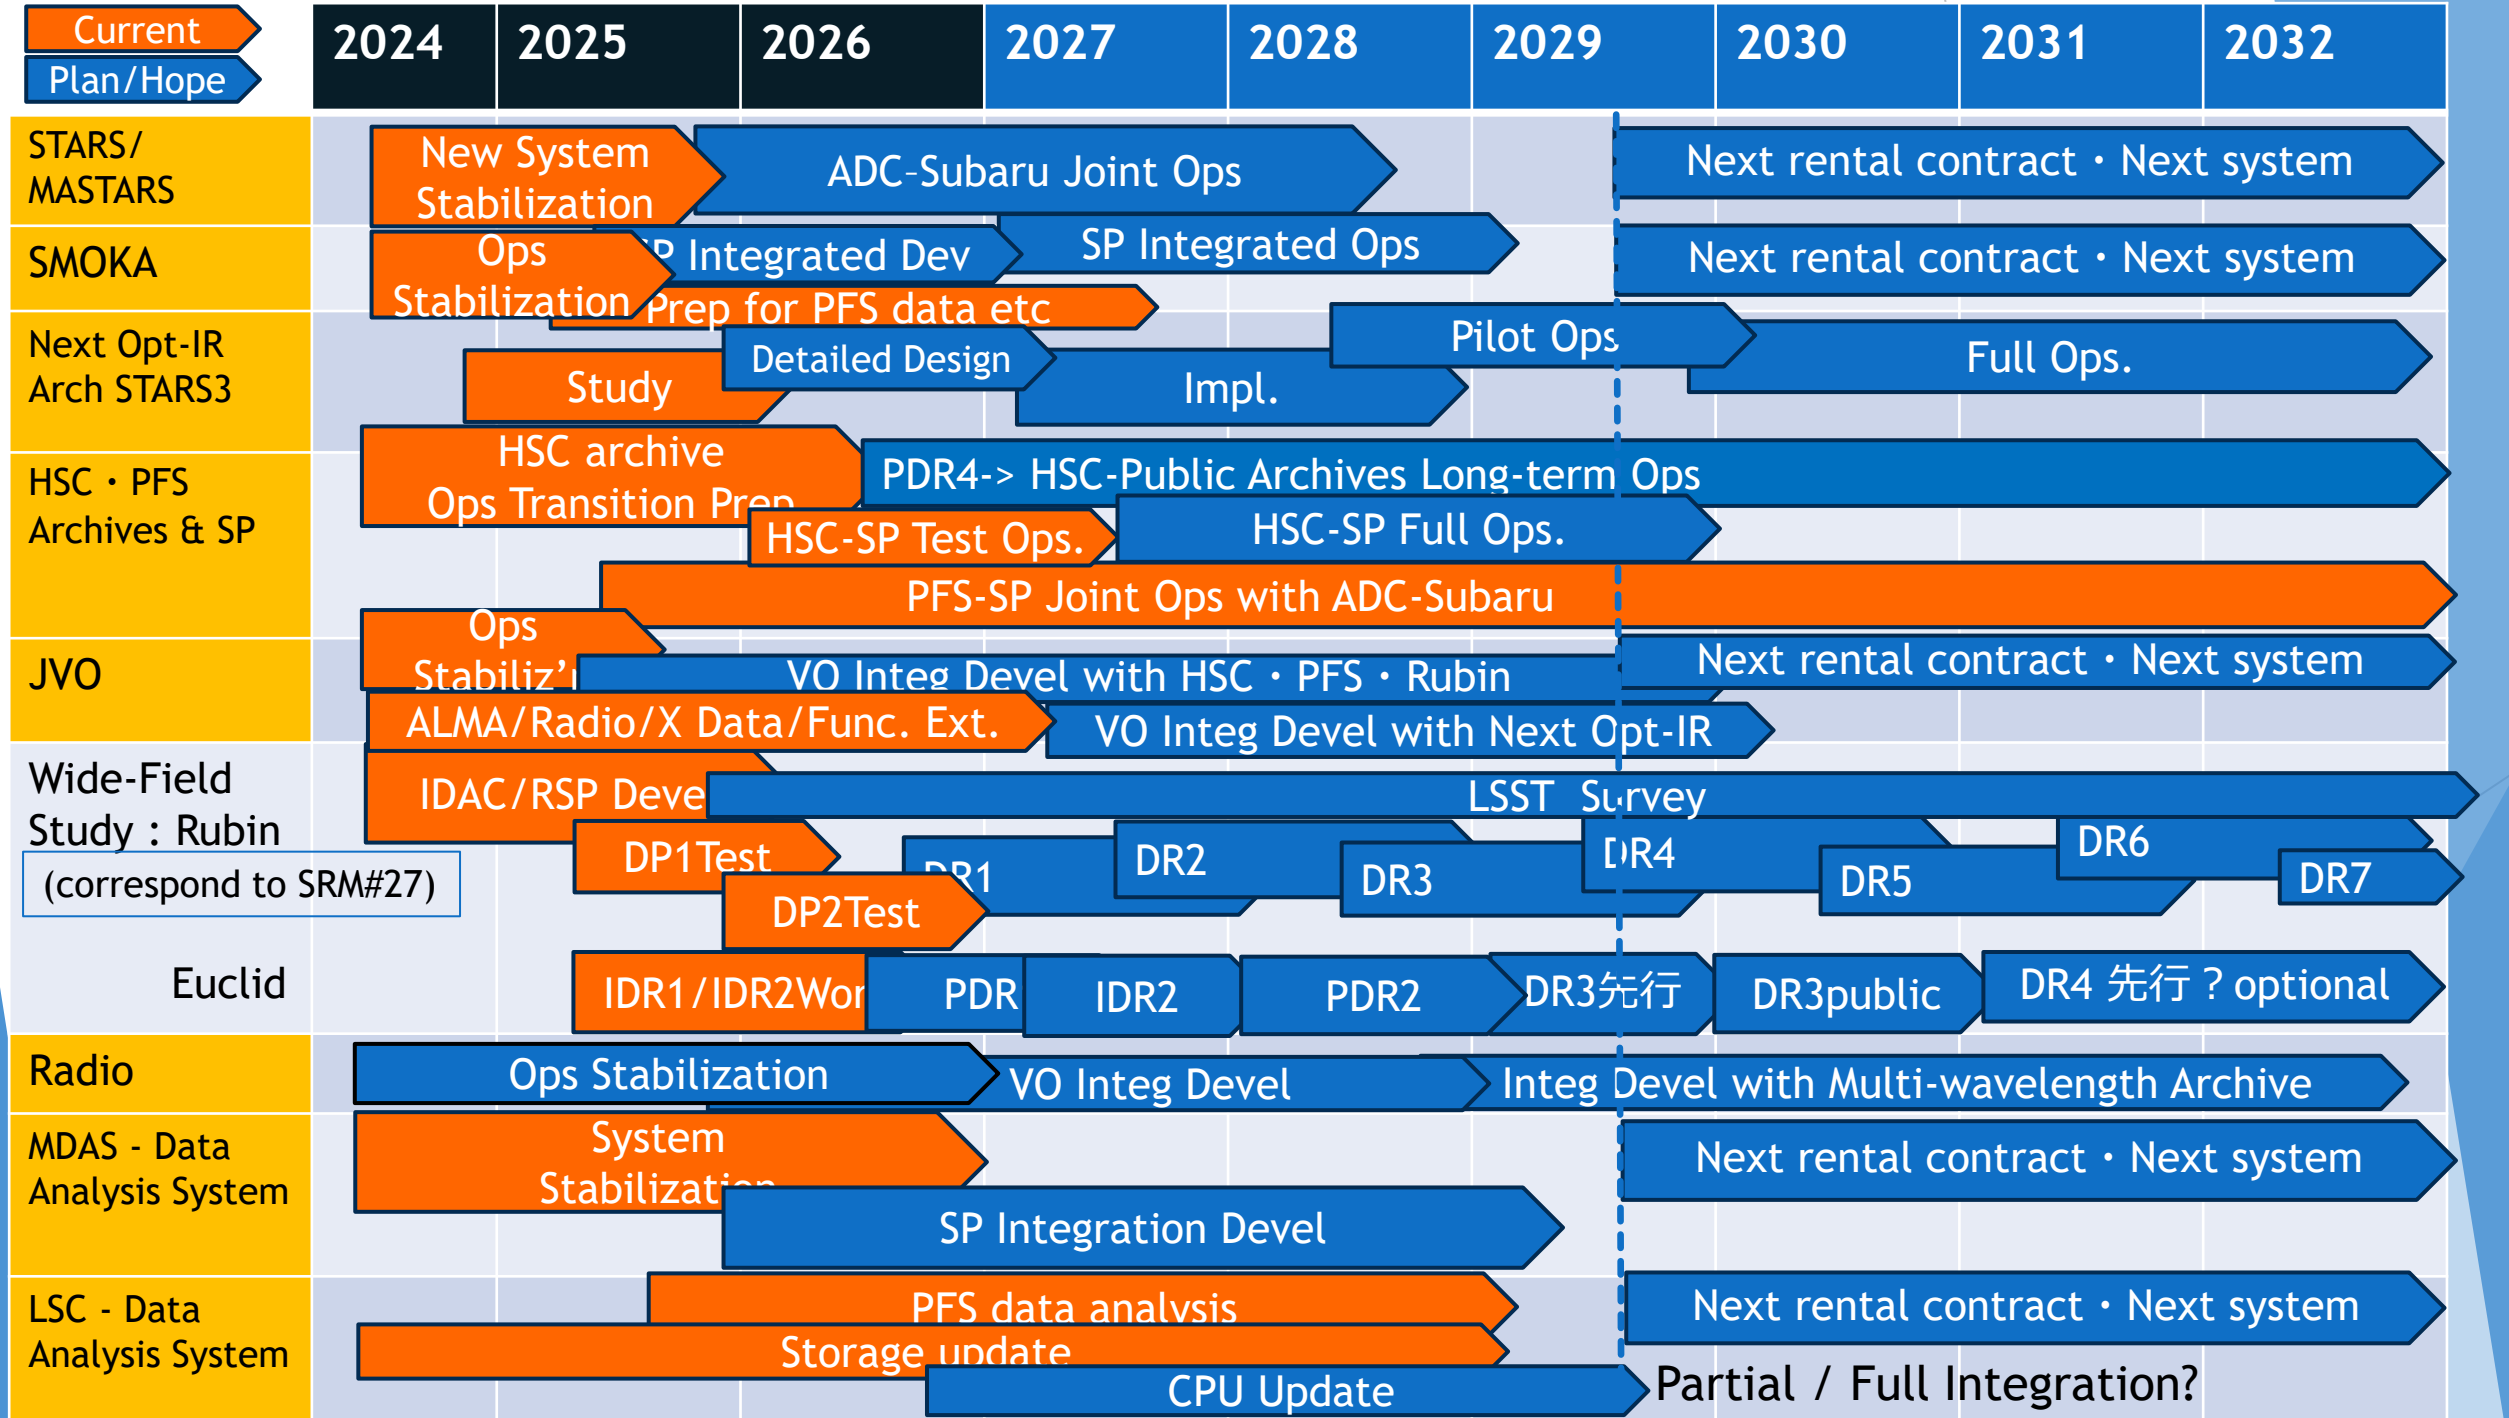 Current
Plan/Hope
2024 2025 2026 2027 2028 2029 2030 2031 2032
STARS/
MASTARS
New System
Stabilization
ADC-Subaru Joint Ops
Next rental contract・Next system
SMOKA
Ops
Stabilization
P Integrated Dev
SP Integrated Ops
Prep for PFS data etc
Next rental contract・Next system
Next Opt-IR
Arch STARS3
Study
Detailed Design
Impl.
Pilot Ops
Full Ops.
HSC・PFS
Archives & SP
HSC archive
Ops Transition Prep
PDR4-> HSC-Public Archives Long-term Ops
HSC-SP Test Ops.
HSC-SP Full Ops.
PFS-SP Joint Ops with ADC-Subaru
JVO
Ops
Stabiliz’n
VO Integ Devel with HSC・PFS・Rubin
Next rental contract・Next system
ALMA/Radio/X Data/Func. Ext.
VO Integ Devel with Next Opt-IR
Wide-Field
Study : Rubin
(correspond to SRM#27)
IDAC/RSP Deve
LSST Survey
DP1Test
DP2Test
DR1
DR2
DR3
DR4
DR5
DR6
DR7
Euclid
IDR1/IDR2Wor
PDR
IDR2
PDR2
DR3先行
DR3public
DR4 先行？optional
Radio
Ops Stabilization
VO Integ Devel
Integ Devel with Multi-wavelength Archive
MDAS - Data
Analysis System
System
Stabilization
SP Integration Devel
Next rental contract・Next system
LSC - Data
Analysis System
PFS data analysis
Storage update
CPU Update
Next rental contract・Next system
Partial / Full Integration?